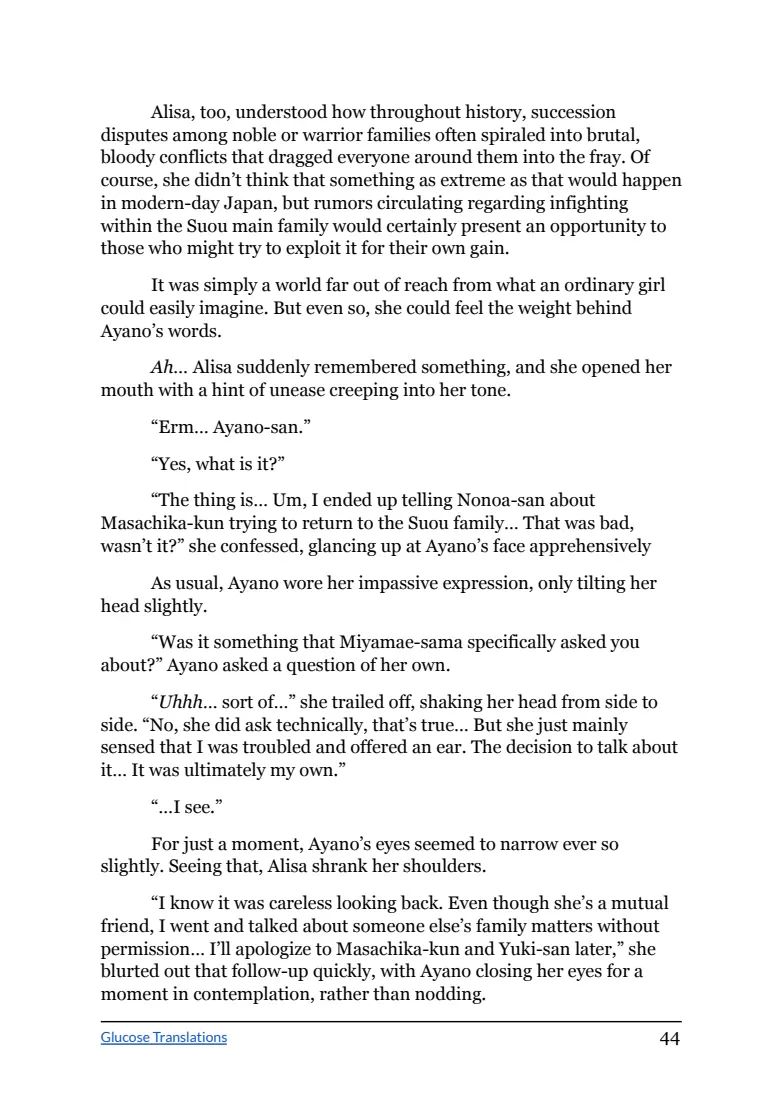 Alisa, too, understood how throughout history, succession
disputes among noble or warrior families often spiraled into brutal,
bloody conflicts that dragged everyone around them into the fray. Of
course, she didn’t think that something as extreme as that would happen
in modern-day Japan, but rumors circulating regarding infighting
within the Suou main family would certainly present an opportunity to
those who might try to exploit it for their own gain.
It was simply a world far out of reach from what an ordinary girl
could easily imagine. But even so, she could feel the weight behind
Ayano’s words.
Ah… Alisa suddenly remembered something, and she opened her
mouth with a hint of unease creeping into her tone.
“Erm… Ayano-san.”
“Yes, what is it?”
“The thing is… Um, I ended up telling Nonoa-san about
Masachika-kun trying to return to the Suou family… That was bad,
wasn’t it?” she confessed, glancing up at Ayano’s face apprehensively
As usual, Ayano wore her impassive expression, only tilting her
head slightly.
“Was it something that Miyamae-sama specifically asked you
about?” Ayano asked a question of her own.
“Uhhh… sort of…” she trailed off, shaking her head from side to
side. “No, she did ask technically, that’s true… But she just mainly
sensed that I was troubled and offered an ear. The decision to talk about
it… It was ultimately my own.”
“…I see.”
For just a moment, Ayano’s eyes seemed to narrow ever so
slightly. Seeing that, Alisa shrank her shoulders.
“I know it was careless looking back. Even though she’s a mutual
friend, I went and talked about someone else’s family matters without
permission… I’ll apologize to Masachika-kun and Yuki-san later,” she
blurted out that follow-up quickly, with Ayano closing her eyes for a
moment in contemplation, rather than nodding.
Glucose Translations
44